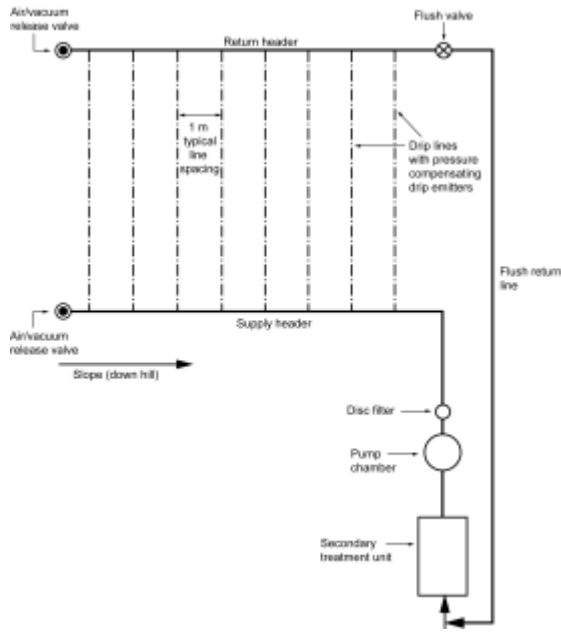 Air/vacuum
release valve
Flush valve
Return header
1 m
typical
line
spacing
Drip lines
with pressure
compensating
drip emitters
Flush return
line
Supply header
Air/vacuum
release valve
Slope (down hill)
Disc filter
Pump
chamber
Secondary
treatment unit